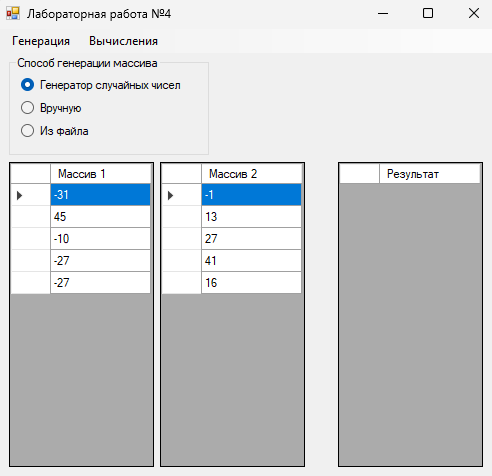 Лабораторная работа №4
Генерация Вычисления
Способ генерации массива
Генератор случайных чисел
Вручную
Из файла
Массив 1
-31
45
-10
-27
-27
Массив 2
-1
13
27
41
16
Результат